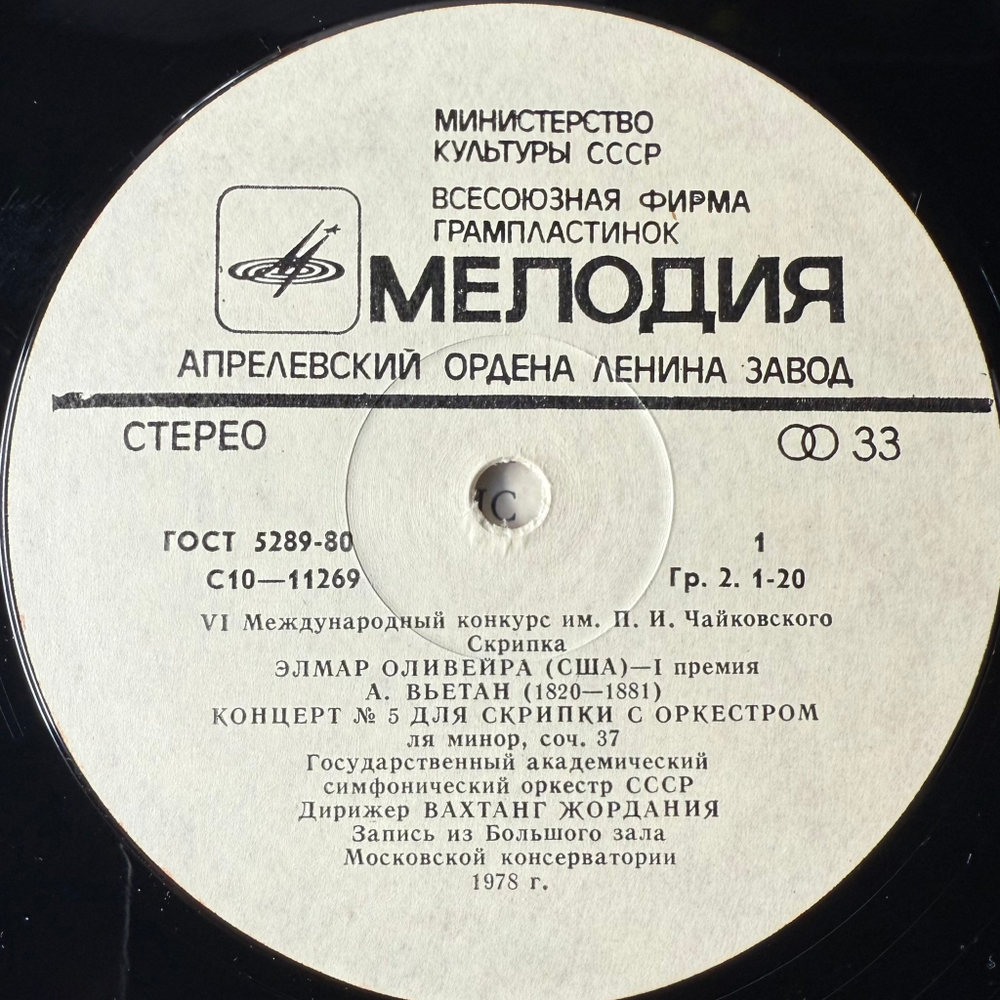 МИНИСТЕРСТВО
КУЛЬТУРЫ СССР
ВСЕСОЮЗНАЯ ФИРМА
ГРАМПЛАСТИНОК
МЕЛОДИЯ
АПРЕЛЕВСКИЙ ОРДЕНА ЛЕНИНА ЗАВОД
СТЕРЕО 33
ГОСТ 5289-80 1
С10—11269 Гр. 2. 1-20
VI Международный конкурс им. П. И. Чайковского
Скрипка
ЭЛМАР ОЛИВЕЙРА (США)—I премия
А. ВЬЕТАН (1820—1881)
КОНЦЕРТ № 5 ДЛЯ СКРИПКИ С ОРКЕСТРОМ
ля минор, соч. 37
Государственный академический
симфонический оркестр СССР
Дирижер ВАХТАНГ ЖОРДАНИЯ
Запись из Большого зала
Московской консерватории
1978 г.